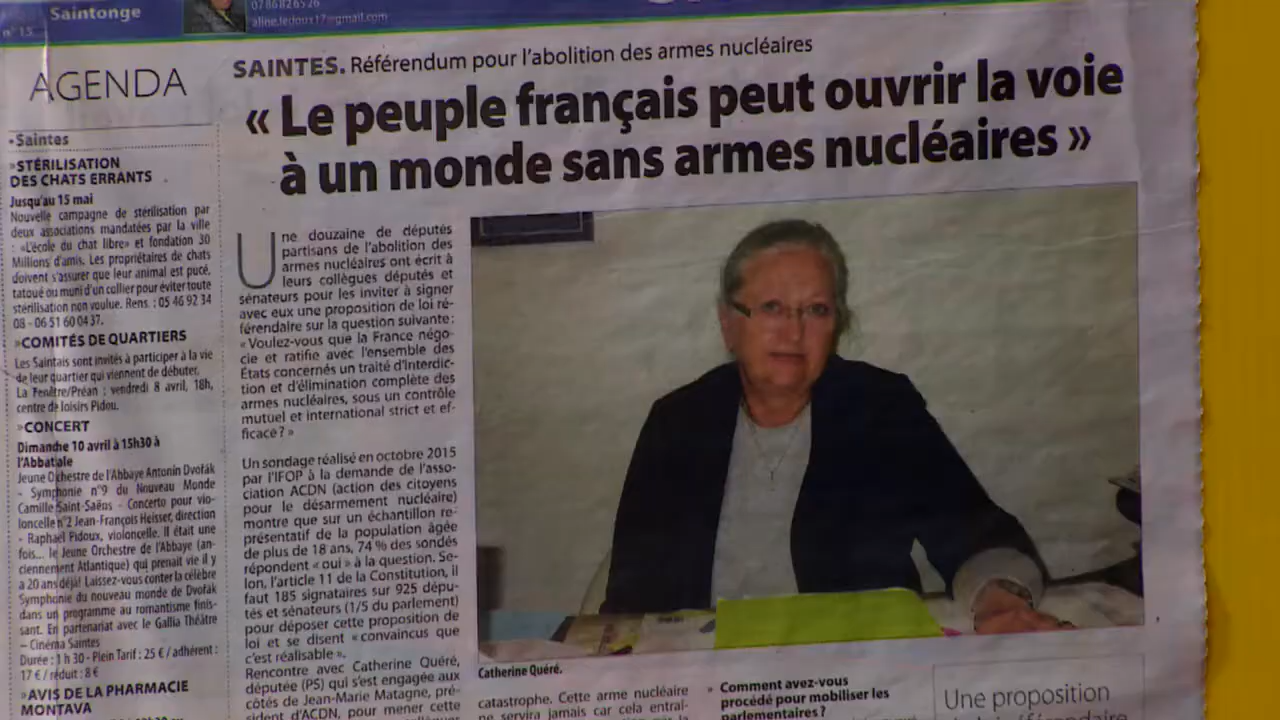 Saintonge
n° 15
0786826526
aline.ledoux17@gmail.com
AGENDA
•Saintes
»STÉRILISATION
DES CHATS ERRANTS
Jusqu'au 15 mai
Nouvelle campagne de stérilisation par
deux associations mandatées par la ville
: «L'école du chat libre» et fondation 30
Millions d'amis. Les propriétaires de chats
doivent s'assurer que leur animal est pucé,
tatoué ou muni d'un collier pour éviter toute
stérilisation non voulue. Rens. : 05 46 92 34
08 - 06 51 60 04 37.
»COMITÉS DE QUARTIERS
Les Saintais sont invités à participer à la vie
de leur quartier qui viennent de débuter.
La Fenêtre/Préan : vendredi 8 avril, 18h,
centre de loisirs Pidou.
»CONCERT
Dimanche 10 avril à 15h30 à
l'Abbatiale
Jeune Orchestre de l'Abbaye Antonín Dvořák
- Symphonie n°9 du Nouveau Monde
Camille Saint-Saëns - Concerto pour vio-
loncelle n°2 Jean-François Heisser, direction
- Raphaël Pidoux, violoncelle. Il était une
fois... le Jeune Orchestre de l'Abbaye (an-
ciennement Atlantique) qui prenait vie il y
a 20 ans déjà! Laissez-vous conter la célèbre
Symphonie du nouveau monde de Dvořák
dans un programme au romantisme finis-
sant. En partenariat avec le Gallia Théâtre
– Cinéma Saintes
Durée : 1 h 30 - Plein Tarif : 25 € / adhérent :
17 € / réduit : 8 €
»AVIS DE LA PHARMACIE
MONTAVA
SAINTES. Référendum pour l'abolition des armes nucléaires
« Le peuple français peut ouvrir la voie
à un monde sans armes nucléaires »
Une douzaine de députés
partisans de l'abolition des
armes nucléaires ont écrit à
leurs collègues députés et
sénateurs pour les inviter à signer
avec eux une proposition de loi ré-
férendaire sur la question suivante :
« Voulez-vous que la France négo-
cie et ratifie avec l'ensemble des
États concernés un traité d'interdic-
tion et d'élimination complète des
armes nucléaires, sous un contrôle
mutuel et international strict et ef-
ficace ? »
Un sondage réalisé en octobre 2015
par l'IFOP à la demande de l'asso-
ciation ACDN (action des citoyens
pour le désarmement nucléaire)
montre que sur un échantillon re-
présentatif de la population âgée
de plus de 18 ans, 74 % des sondés
répondent « oui » à la question. Se-
lon, l'article 11 de la Constitution, il
faut 185 signataires sur 925 dépu-
tés et sénateurs (1/5 du parlement)
pour déposer cette proposition de
loi et se disent « convaincus que
c'est réalisable ».
Rencontre avec Catherine Quéré,
députée (PS) qui s'est engagée aux
côtés de Jean-Marie Matagne, pré-
sident d'ACDN, pour mener cette
Catherine Quéré.
catastrophe. Cette arme nucléaire
ne servira jamais car cela entraî-
» Comment avez-vous
procédé pour mobiliser les
parlementaires ?
Une proposition